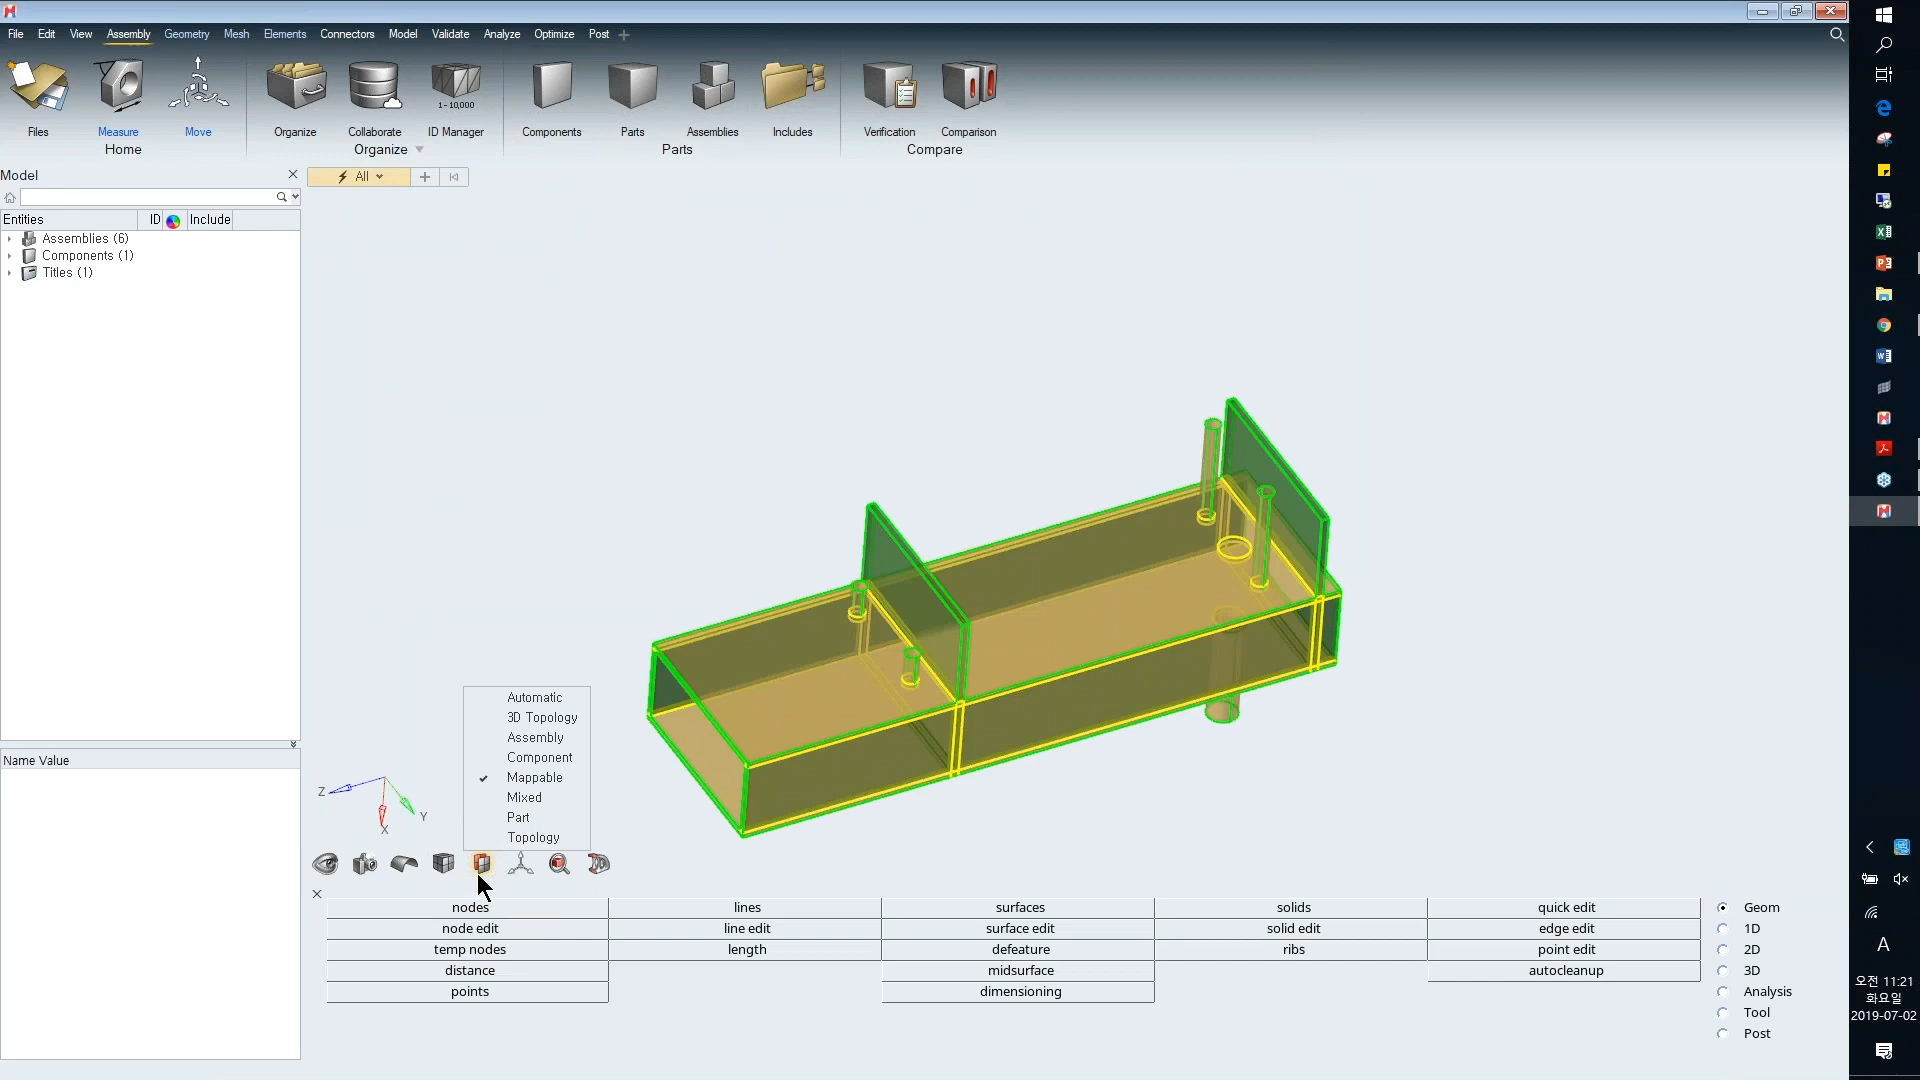 File Edit View Assembly Geometry Mesh Elements Connectors Model Validate Analyze Optimize Post
1-10,000
Files Measure Move Organize Collaborate ID Manager Components Parts Assemblies Includes Verification Comparison
Home Organize Parts Compare
Model
All
Entities ID Include
Assemblies (6)
Components (1)
Titles (1)
Name Value
Automatic
3D Topology
Assembly
Component
Mappable
Mixed
Part
Topology
Z
Y
X
nodes lines surfaces solids quick edit Geom
node edit line edit surface edit solid edit edge edit 1D
temp nodes length defeature ribs point edit 2D
distance midsurface autocleanup 3D
points dimensioning Analysis
Tool
Post
A
오전 11:21
화요일
2019-07-02